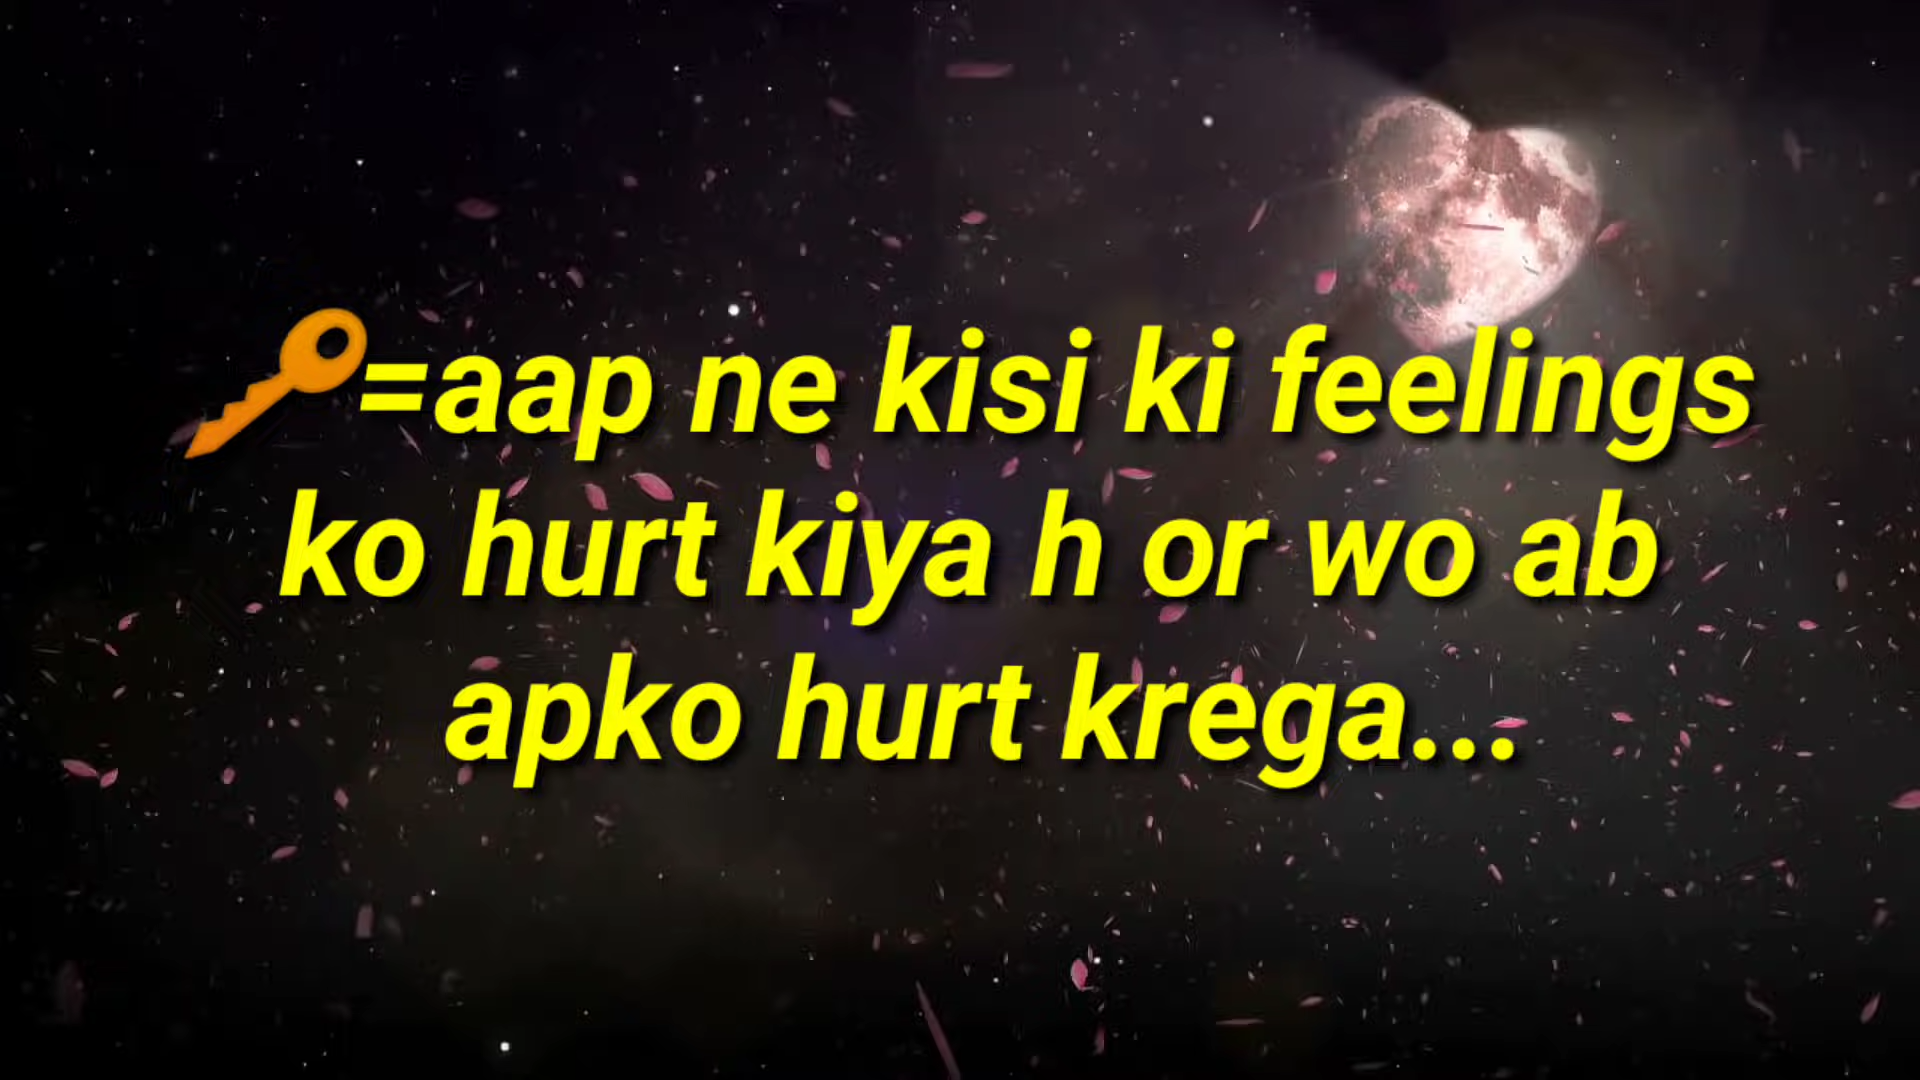 🔑=aap ne kisi ki feelings
ko hurt kiya h or wo ab
apko hurt krega...